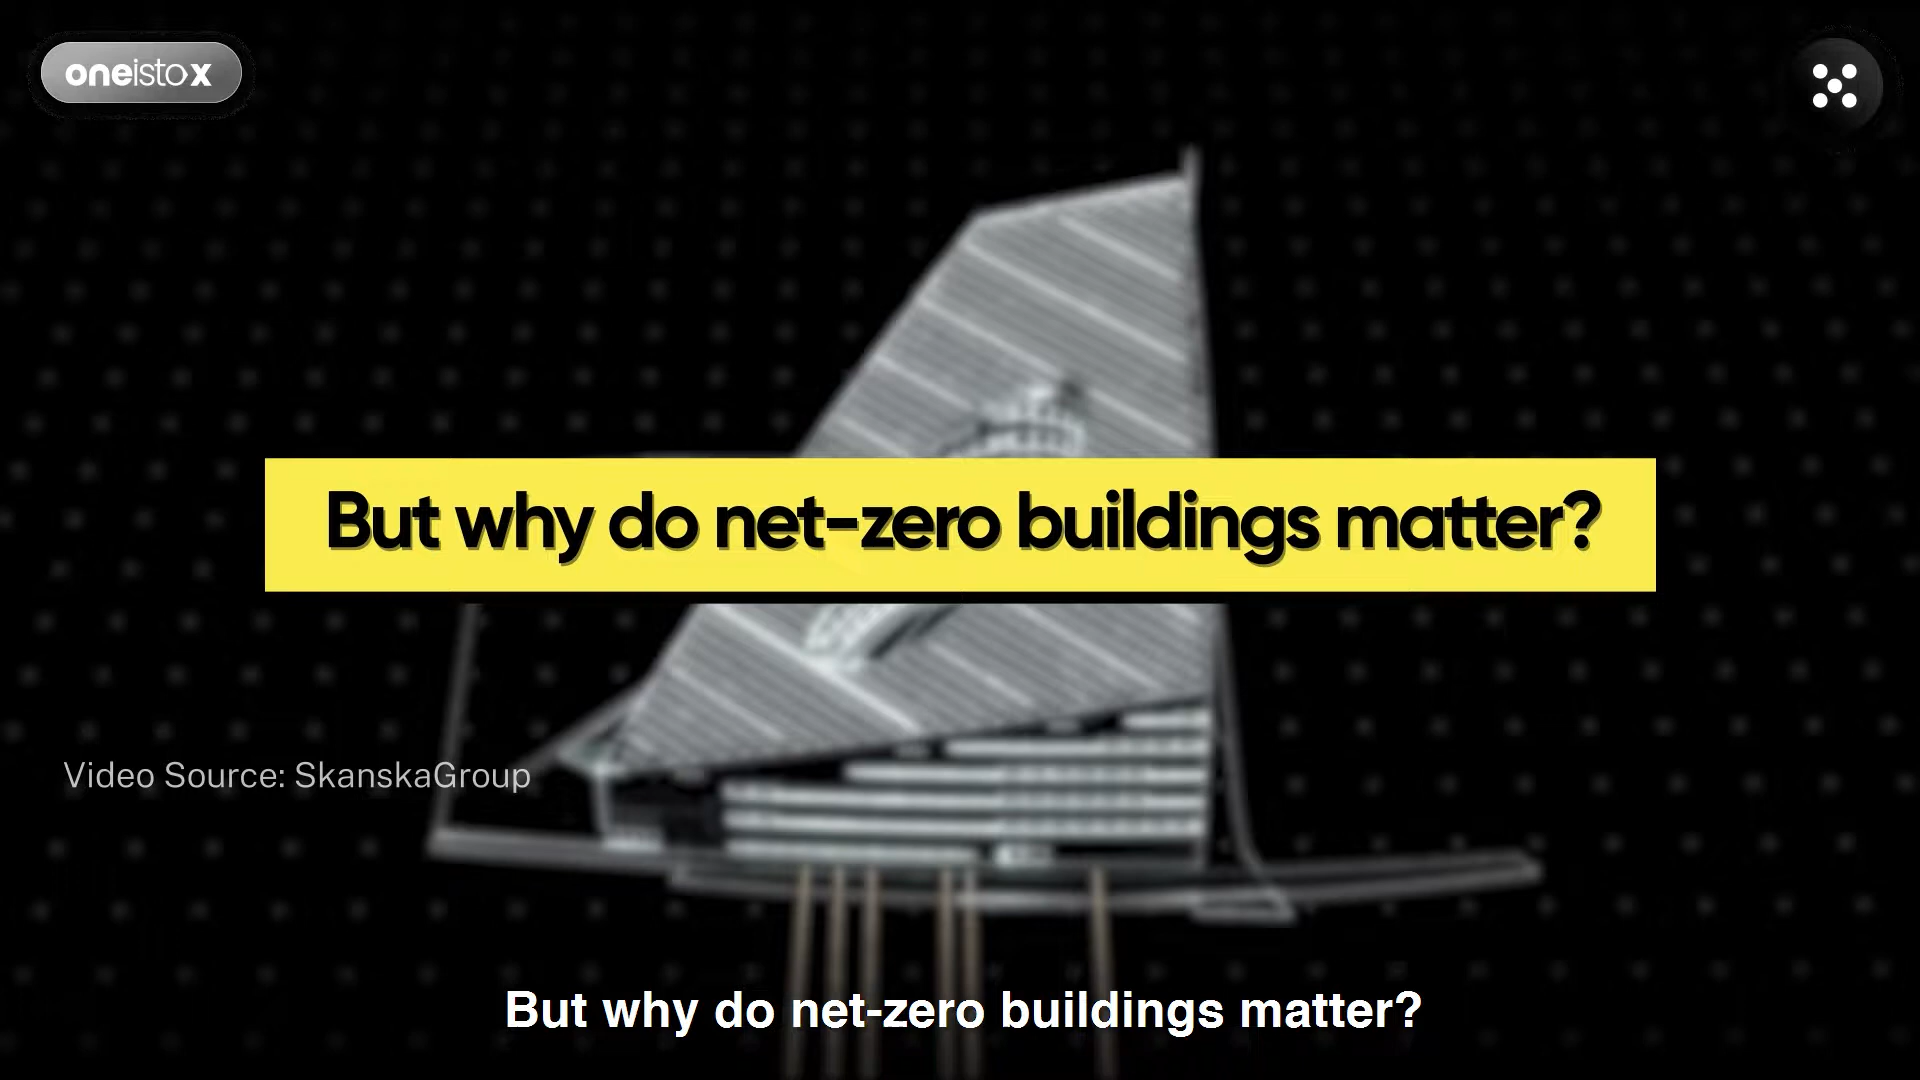 oneistox
But why do net-zero buildings matter?
Video Source: SkanskaGroup
But why do net-zero buildings matter?